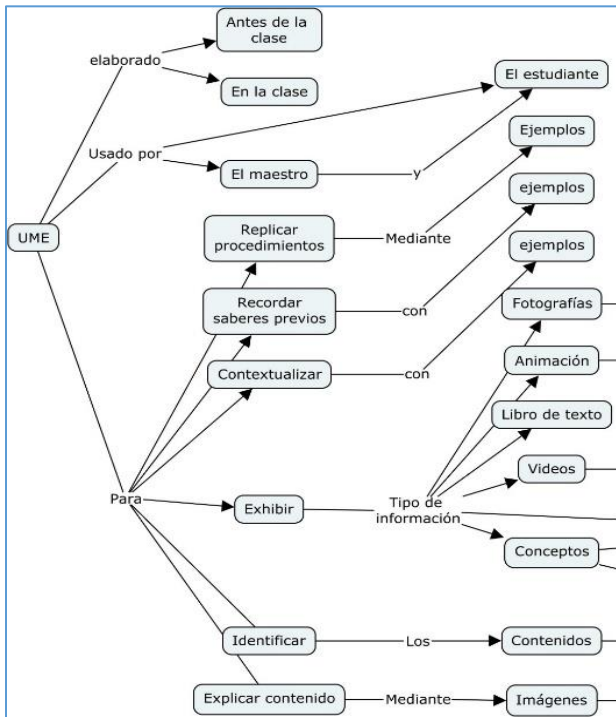 Antes de la
clase
elaborado
En la clase
El estudiante
Usado por
El maestro
y
Ejemplos
UME
Replicar
procedimientos
Mediante
ejemplos
Recordar
saberes previos
con
ejemplos
Contextualizar
con
Fotografías
Animación
Libro de texto
Videos
Para
Exhibir
Tipo de
información
Conceptos
Identificar
Los
Contenidos
Explicar contenido
Mediante
Imágenes